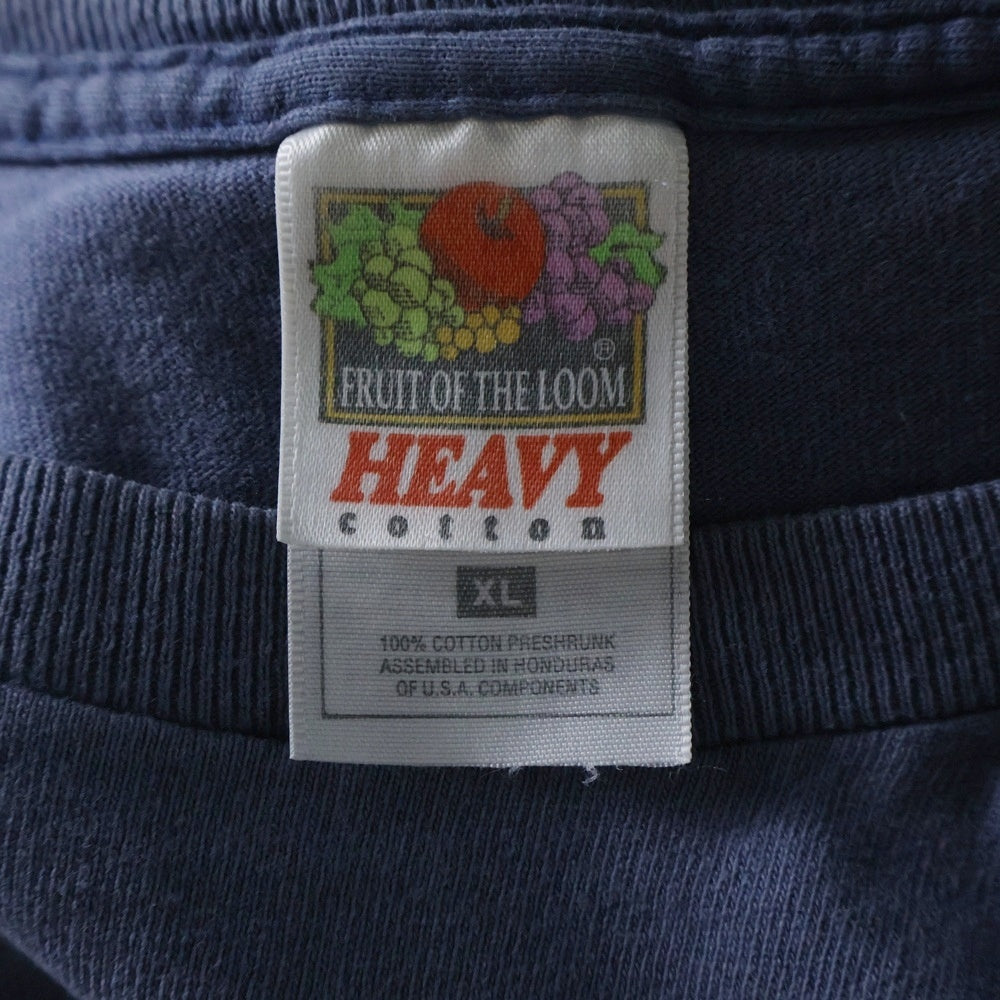 ®
FRUIT OF THE LOOM
HEAVY
cotton
XL
100% COTTON PRESHRUNK
ASSEMBLED IN HONDURAS
OF U.S.A. COMPONENTS